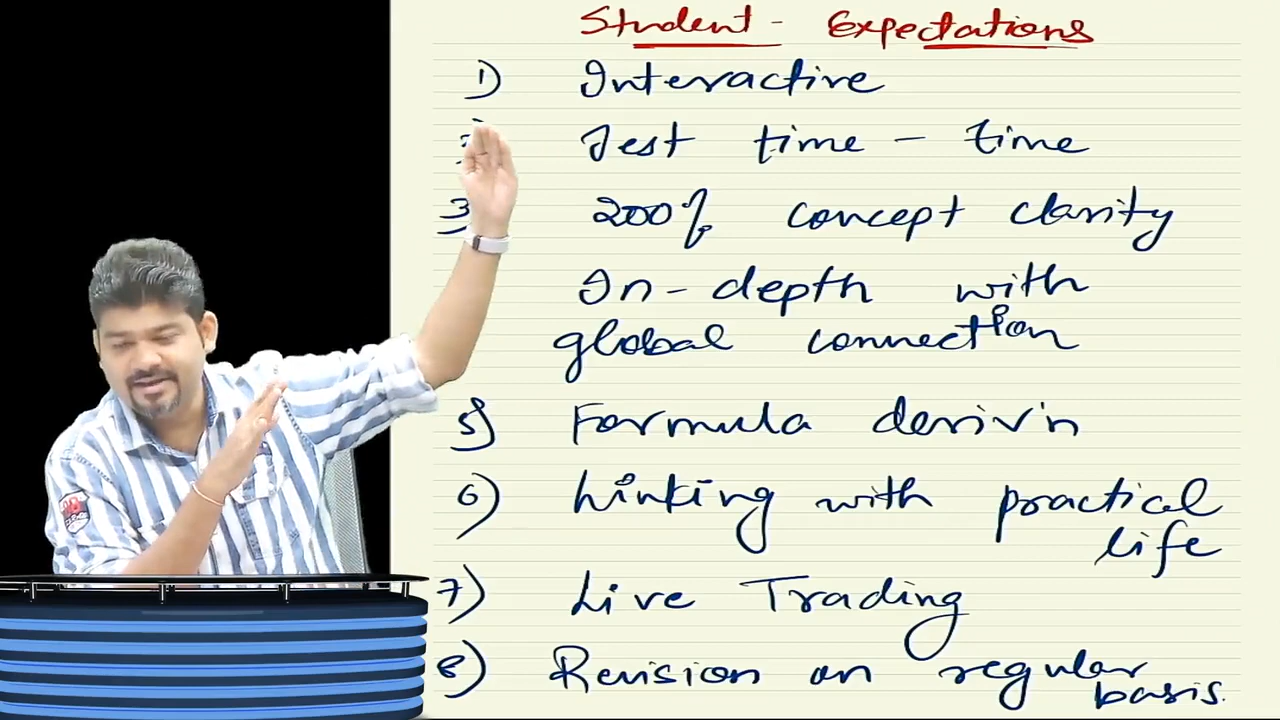 Student - Expectations
1) Interactive
Test time - time
3 200% concept clarity
In-depth with
global connection
5) Formula deriv'n
6) Linking with practical
life
7) Live Trading
8) Revision on regular
basis.